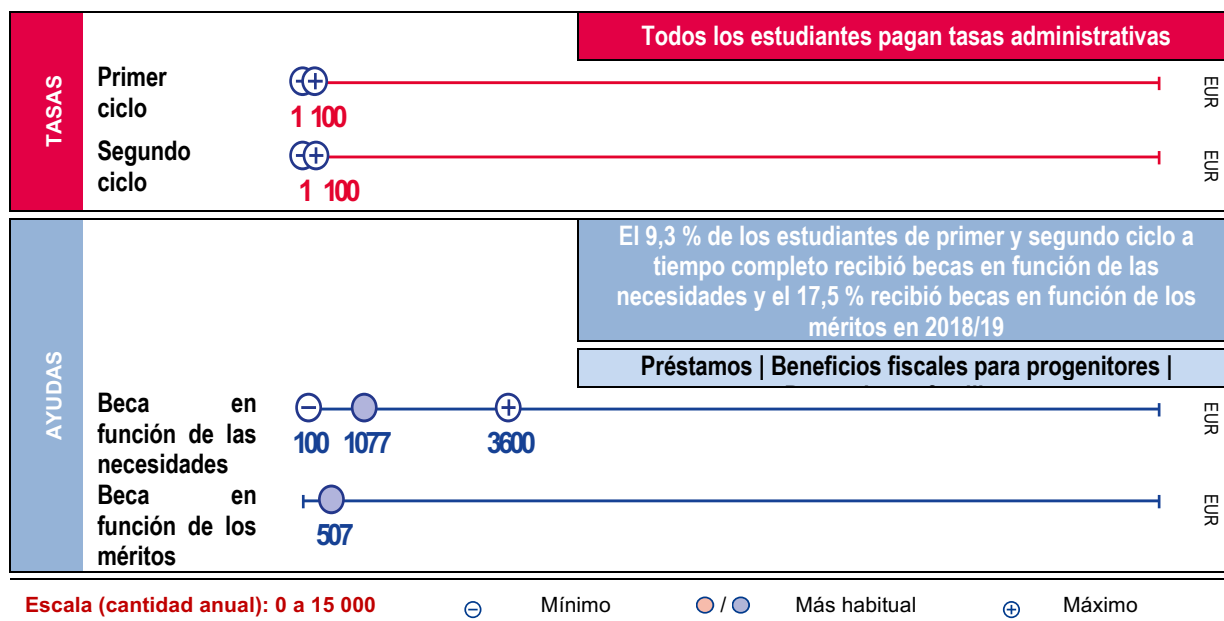 TASAS
Todos los estudiantes pagan tasas administrativas
Primer
ciclo
1 100
EUR
Segundo
ciclo
1 100
EUR
AYUDAS
El 9,3 % de los estudiantes de primer y segundo ciclo a
tiempo completo recibió becas en función de las
necesidades y el 17,5 % recibió becas en función de los
méritos en 2018/19
Préstamos | Beneficios fiscales para progenitores |
Beca en
función de las
necesidades
100 1077 3600
EUR
Beca en
función de los
méritos
507
EUR
Escala (cantidad anual): 0 a 15 000 Mínimo / Más habitual Máximo